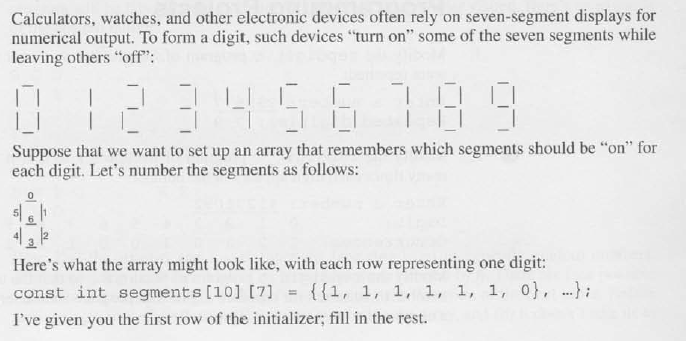 Calculators, watches, and other electronic devices often rely on seven-segment displays for
numerical output. To form a digit, such devices “turn on” some of the seven segments while
leaving others “off”:
Suppose that we want to set up an array that remembers which segments should be “on” for
each digit. Let’s number the segments as follows:
0
5 6 1
4 3 2
Here’s what the array might look like, with each row representing one digit:
const int segments[10][7] = {{1, 1, 1, 1, 1, 1, 0}, …};
I’ve given you the first row of the initializer; fill in the rest.